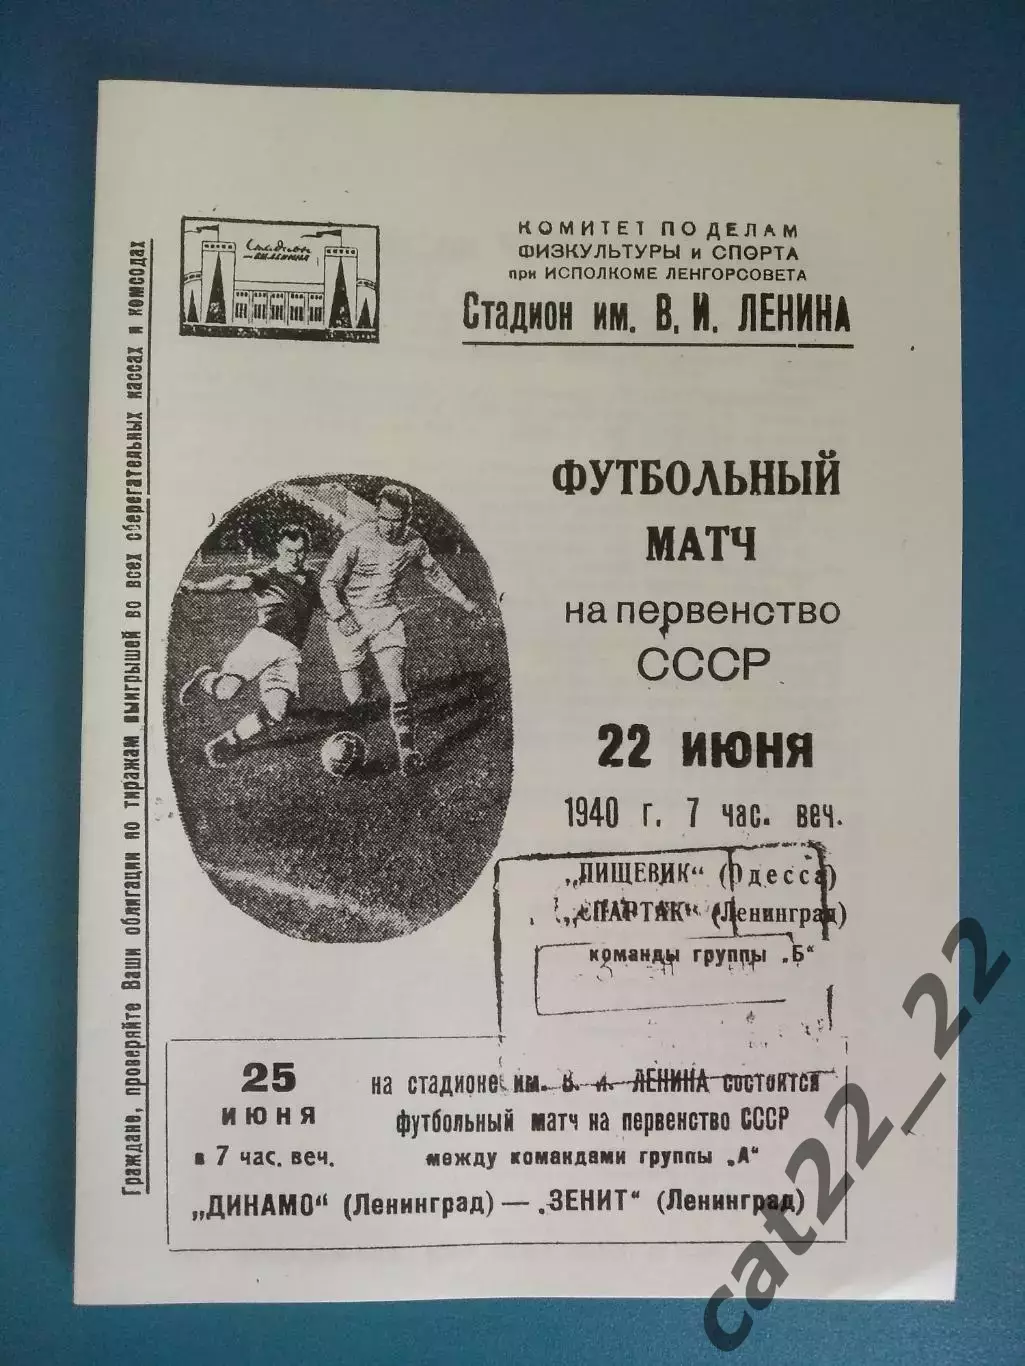 Стадион
КОМИТЕТ ПО ДЕЛАМ
ФИЗКУЛЬТУРЫ и СПОРТА
при ИСПОЛКОМЕ ЛЕНГОРСОВЕТА
Стадион им. В. И. ЛЕНИНА
ФУТБОЛЬНЫЙ
МАТЧ
на первенство
СССР
22 ИЮНЯ
1940 г. 7 час. веч.
„ПИЩЕВИК“ (Одесса)
„СПАРТАК“ (Ленинград)
команды группы „Б“
25
ИЮНЯ
в 7 час. веч.
на стадионе им. В. И. ЛЕНИНА состоится
футбольный матч на первенство СССР
между командами группы „А“
„ДИНАМО“ (Ленинград) — „ЗЕНИТ“ (Ленинград)
Граждане, проверяйте Ваши облигации по тиражам выигрышей во всех сберегательных кассах и комсодах
cat22_22